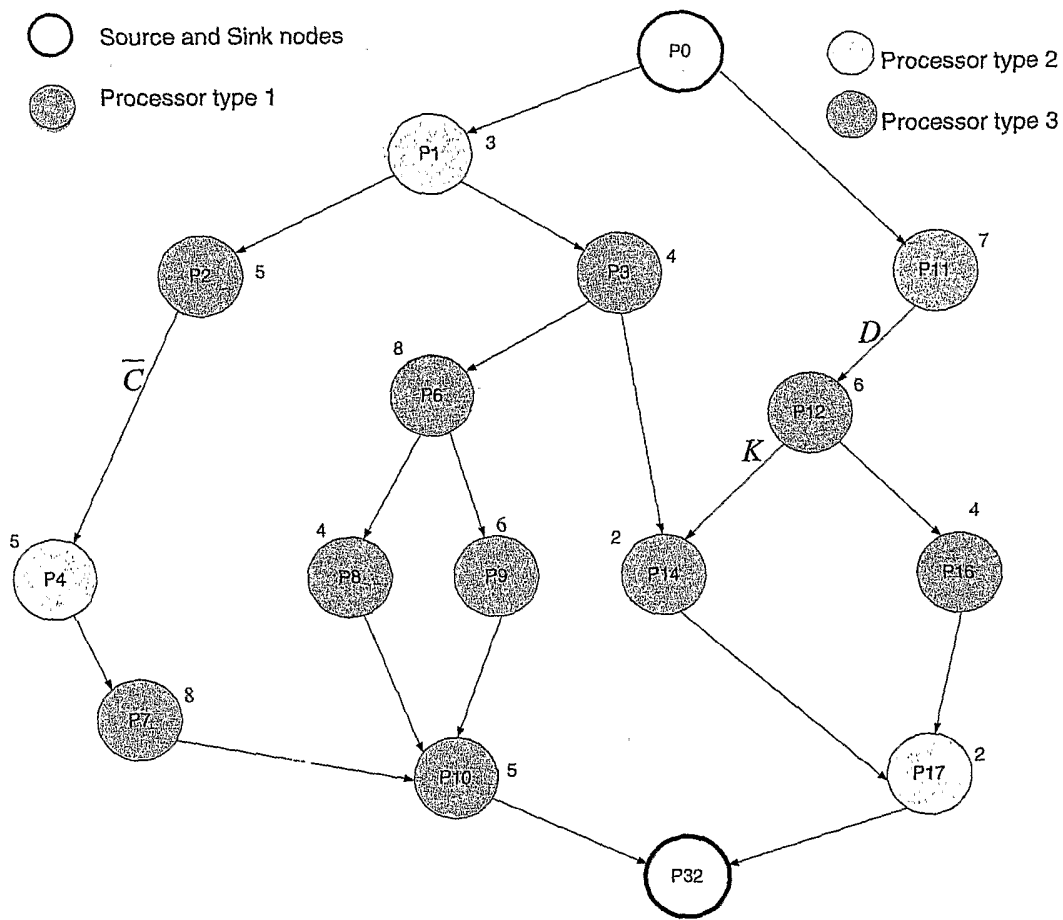 Source and Sink nodes
P0
Processor type 2
Processor type 1
Processor type 3
P1
3
P2
5
P3
4
P11
7
C̅
D
8
P6
P12
6
K
5
P4
4
P8
6
P9
2
P14
4
P16
P7
8
P10
5
P17
2
P32